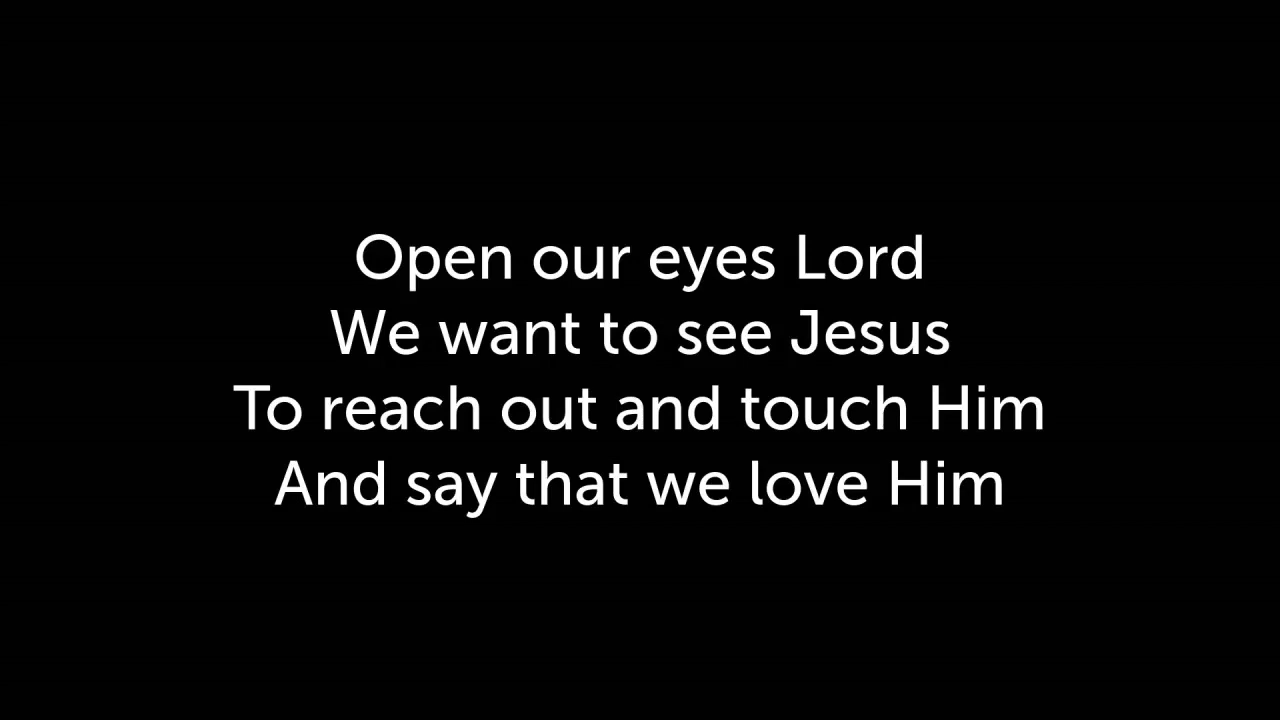 Open our eyes Lord
We want to see Jesus
To reach out and touch Him
And say that we love Him